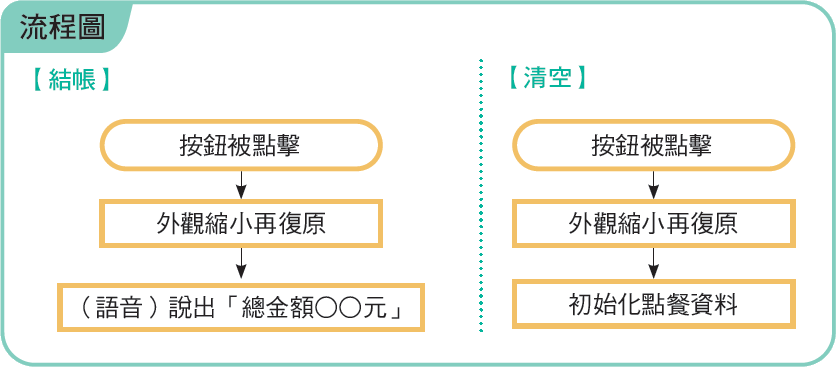 流程圖
【結帳】
按鈕被點擊
外觀縮小再復原
（語音）說出「總金額〇〇元」
【清空】
按鈕被點擊
外觀縮小再復原
初始化點餐資料